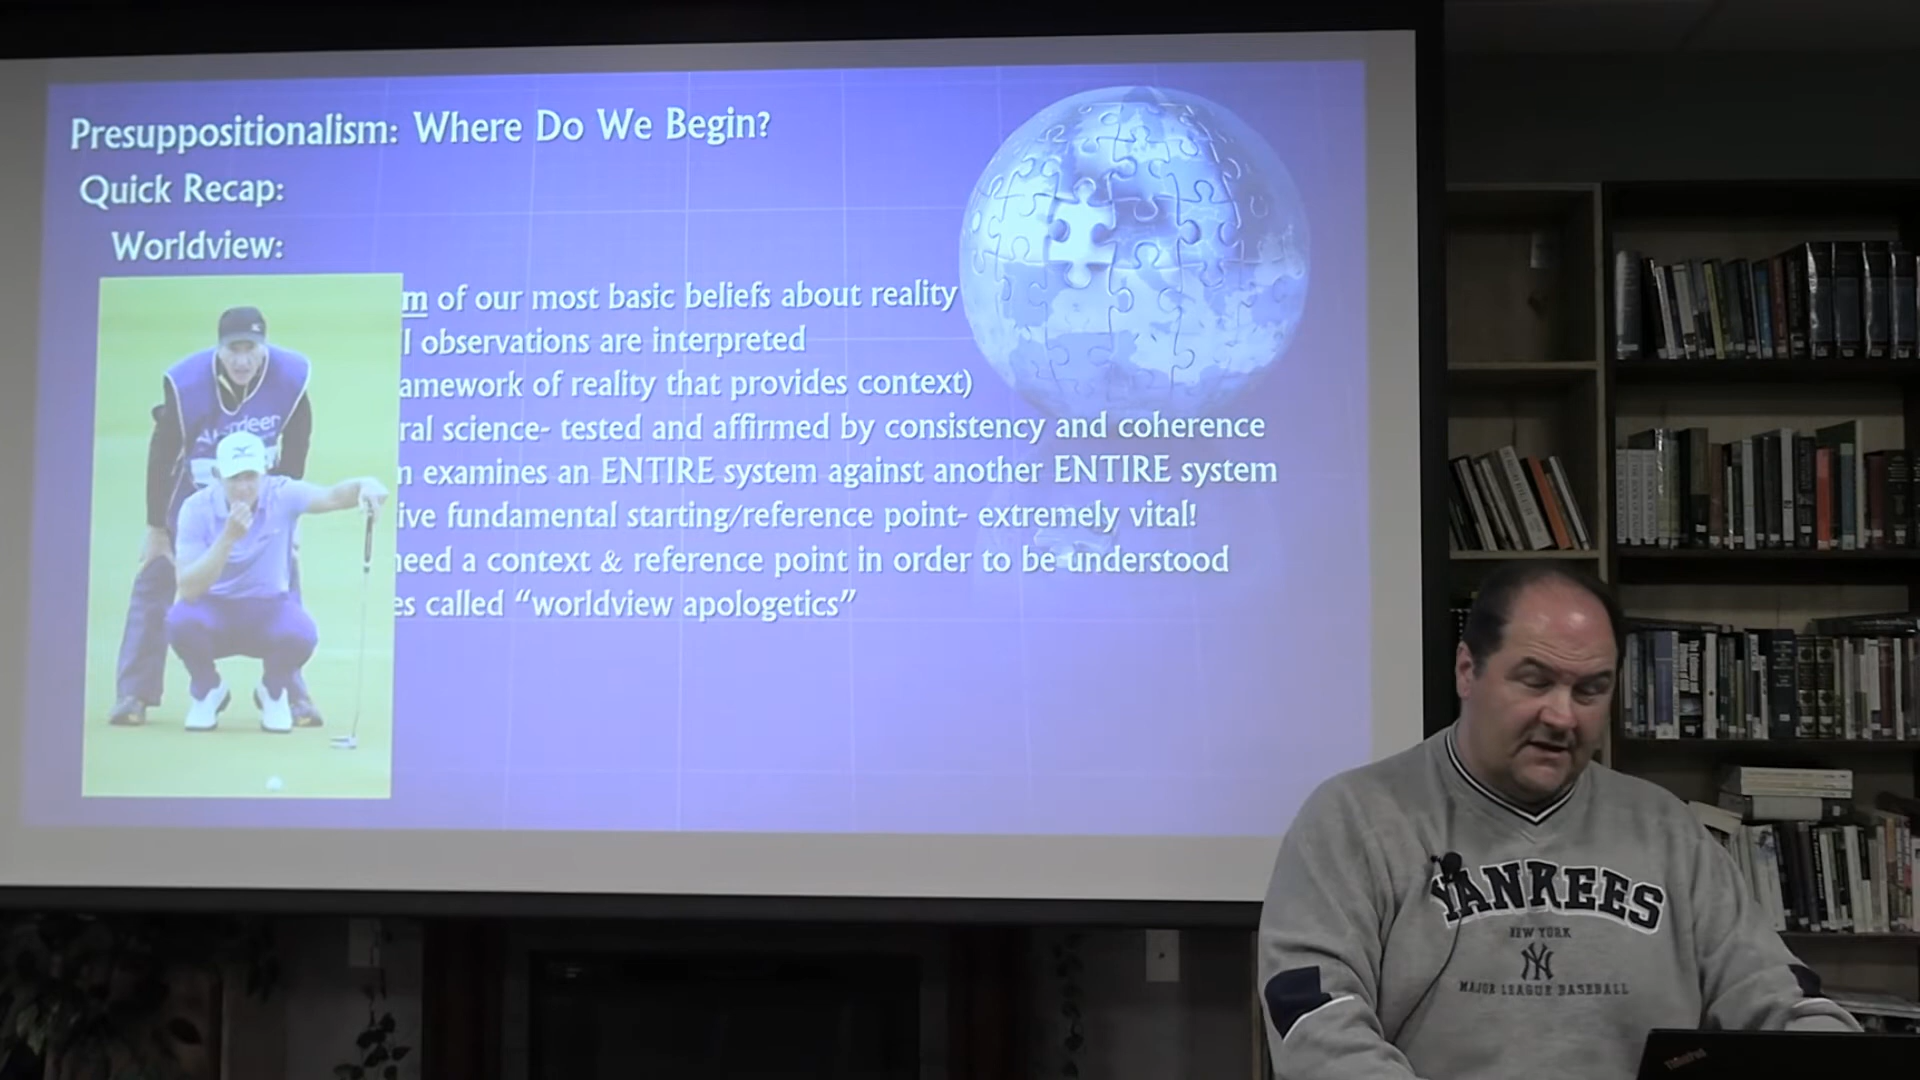 Presuppositionalism: Where Do We Begin?
Quick Recap:
Worldview:
m of our most basic beliefs about reality
l observations are interpreted
amework of reality that provides context)
ral science- tested and affirmed by consistency and coherence
m examines an ENTIRE system against another ENTIRE system
ive fundamental starting/reference point- extremely vital!
need a context & reference point in order to be understood
es called “worldview apologetics”
YANKEES
NEW YORK
NY
MAJOR LEAGUE BASEBALL
ThinkPad